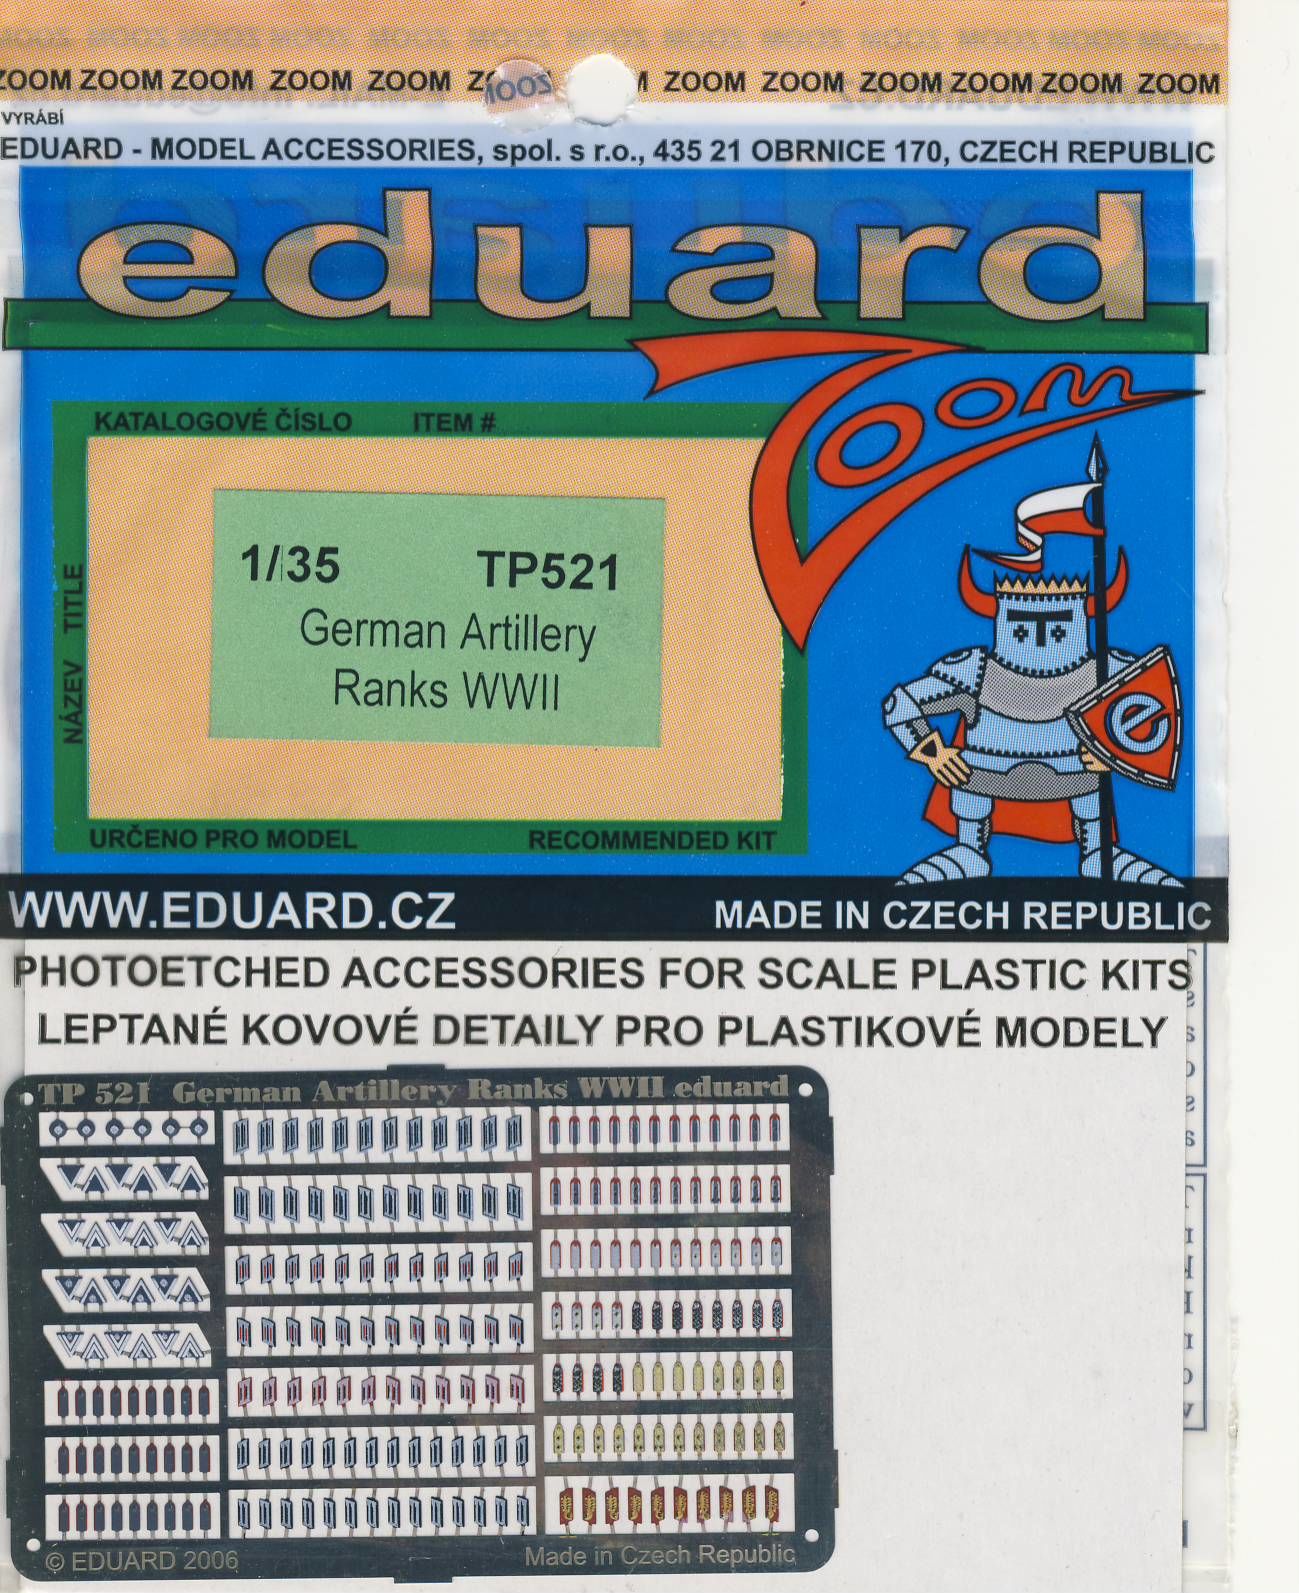 ZOOM ZOOM ZOOM ZOOM ZOOM ZOOM ZOOM ZOOM ZOOM ZOOM ZOOM
VYRÁBÍ
EDUARD - MODEL ACCESSORIES, spol. s r.o., 435 21 OBRNICE 170, CZECH REPUBLIC
eduard
Zoom
KATALOGOVÉ ČÍSLO ITEM #
NÁZEV TITLE
1/35 TP521
German Artillery
Ranks WWII
e
URČENO PRO MODEL RECOMMENDED KIT
WWW.EDUARD.CZ MADE IN CZECH REPUBLIC
PHOTOETCHED ACCESSORIES FOR SCALE PLASTIC KITS
LEPTANÉ KOVOVÉ DETAILY PRO PLASTIKOVÉ MODELY
TP 521 German Artillery Ranks WWII eduard
© EDUARD 2006 Made in Czech Republic